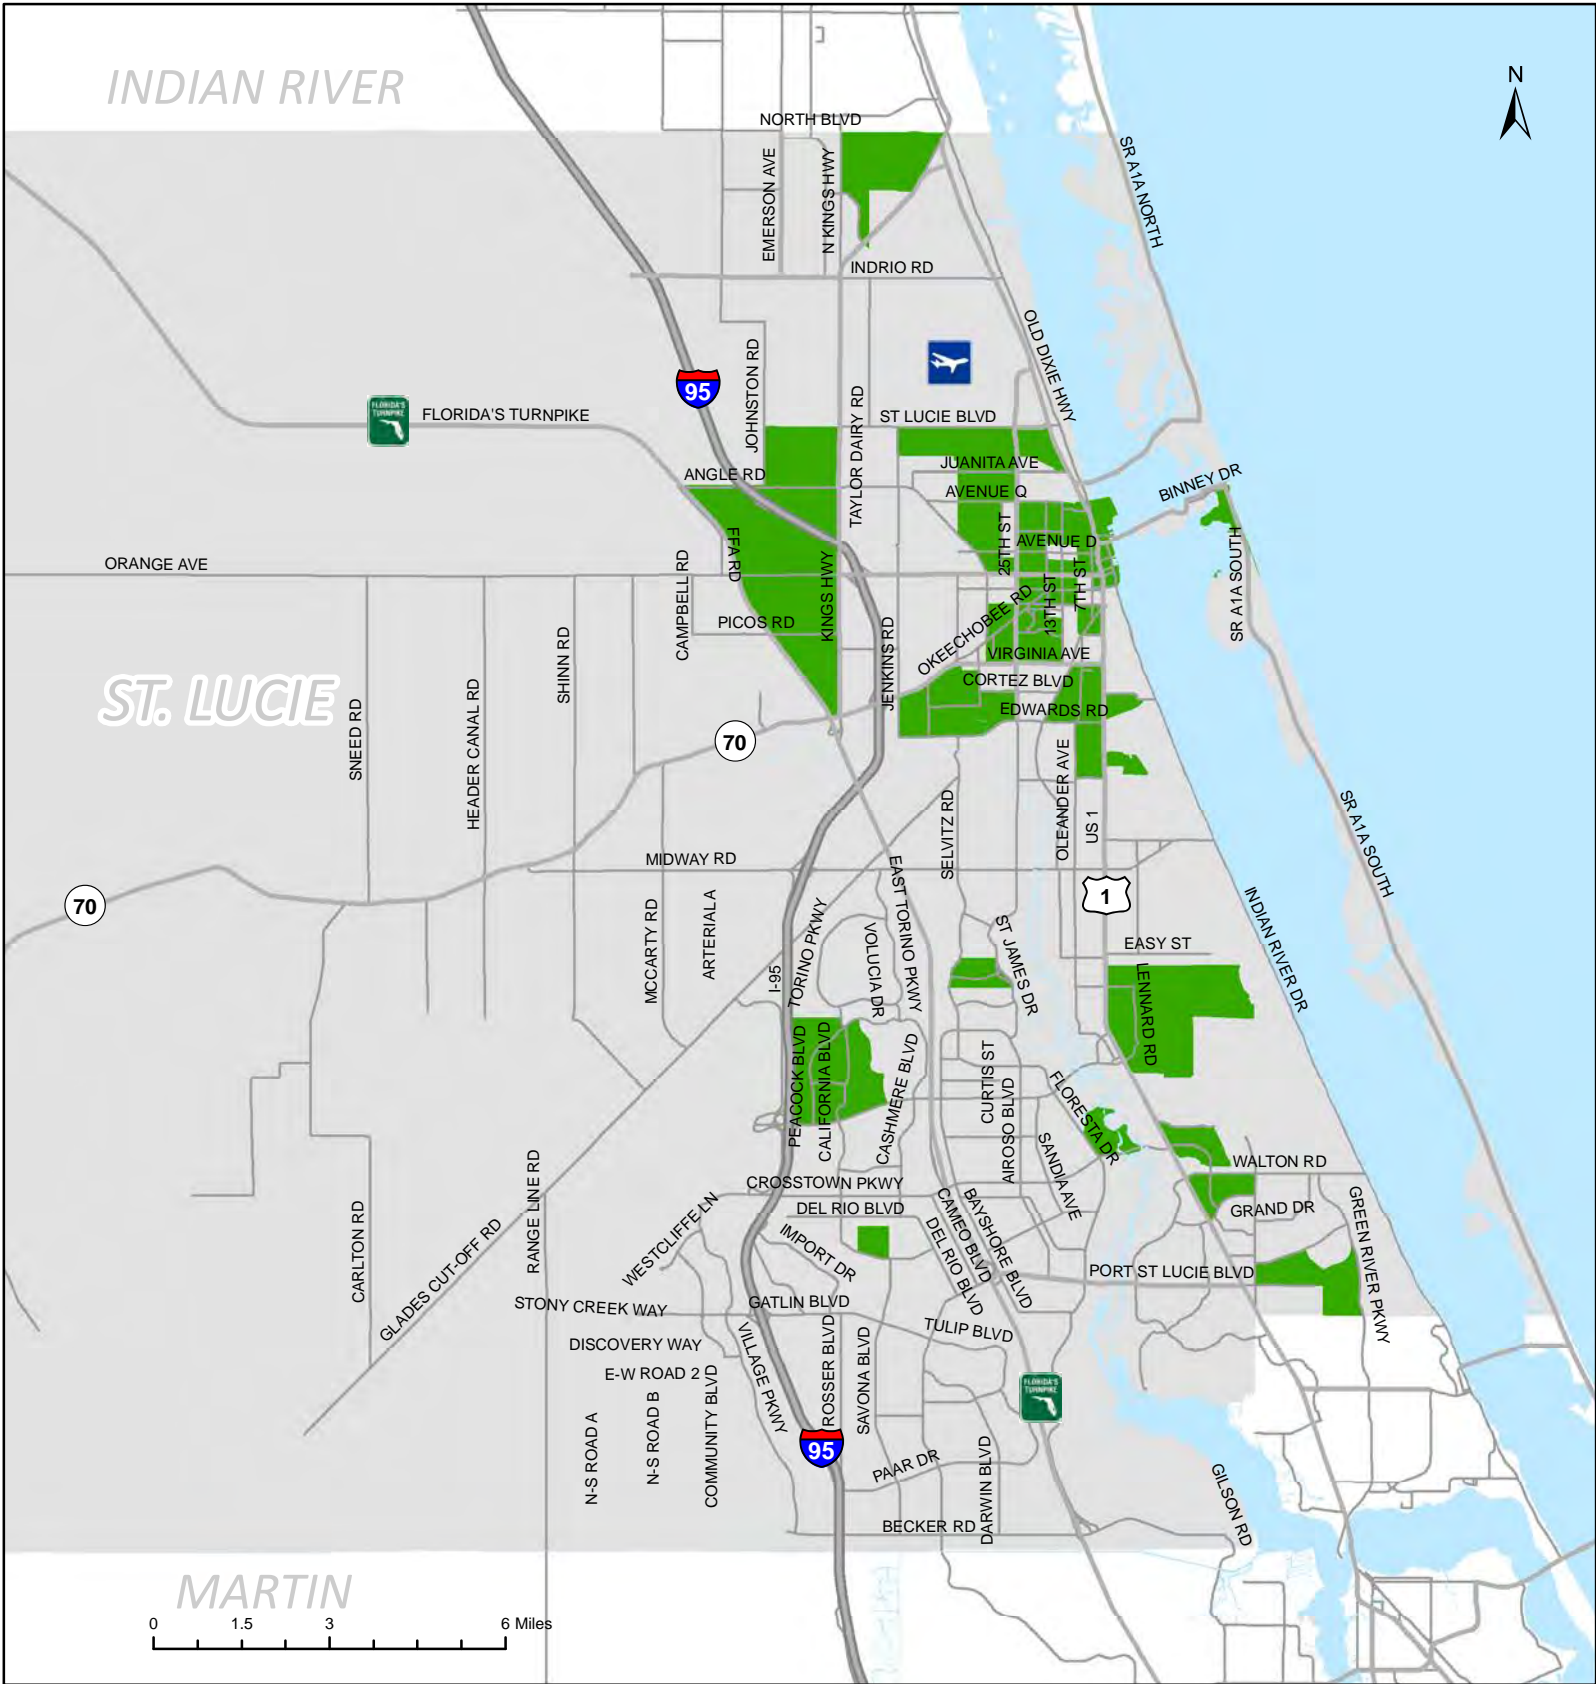 INDIAN RIVER
N
NORTH BLVD
SR A1A NORTH
EMERSON AVE
N KINGS HWY
INDRIO RD
OLD DIXIE HWY
JOHNSTON RD
95
FLORIDA'S TURNPIKE
FLORIDA'S TURNPIKE
TAYLOR DAIRY RD
ST LUCIE BLVD
JUANITA AVE
ANGLE RD
AVENUE Q
BINNEY DR
FFA RD
25TH ST
AVENUE D
SR A1A SOUTH
ORANGE AVE
CAMPBELL RD
KINGS HWY
13TH ST
7TH ST
OKEECHOBEE RD
PICOS RD
SHINN RD
JENKINS RD
VIRGINIA AVE
CORTEZ BLVD
ST. LUCIE
HEADER CANAL RD
SNEED RD
EDWARDS RD
70
OLEANDER AVE
US 1
SELVITZ RD
SR A1A SOUTH
MIDWAY RD
EAST TORINO PKWY
70
1
MCCARTY RD
ARTERIAL A
TORINO PKWY
VOLUCIA DR
ST JAMES DR
EASY ST
INDIAN RIVER DR
I-95
LENNARD RD
PEACOCK BLVD
CALIFORNIA BLVD
CASHMERE BLVD
CURTIS ST
AIROSO BLVD
FLORESTA DR
SANDIA AVE
WALTON RD
RANGE LINE RD
CROSSTOWN PKWY
DEL RIO BLVD
CAMEO BLVD
BAYSHORE BLVD
GRAND DR
GREEN RIVER PKWY
CARLTON RD
GLADES CUT-OFF RD
WESTCLIFFE LN
IMPORT DR
DEL RIO BLVD
PORT ST LUCIE BLVD
STONY CREEK WAY
GATLIN BLVD
TULIP BLVD
DISCOVERY WAY
VILLAGE PKWY
ROSSER BLVD
SAVONA BLVD
E-W ROAD 2
FLORIDA'S TURNPIKE
N-S ROAD A
N-S ROAD B
COMMUNITY BLVD
95
PAAR DR
DARWIN BLVD
GILSON RD
BECKER RD
MARTIN
0 1.5 3 6 Miles